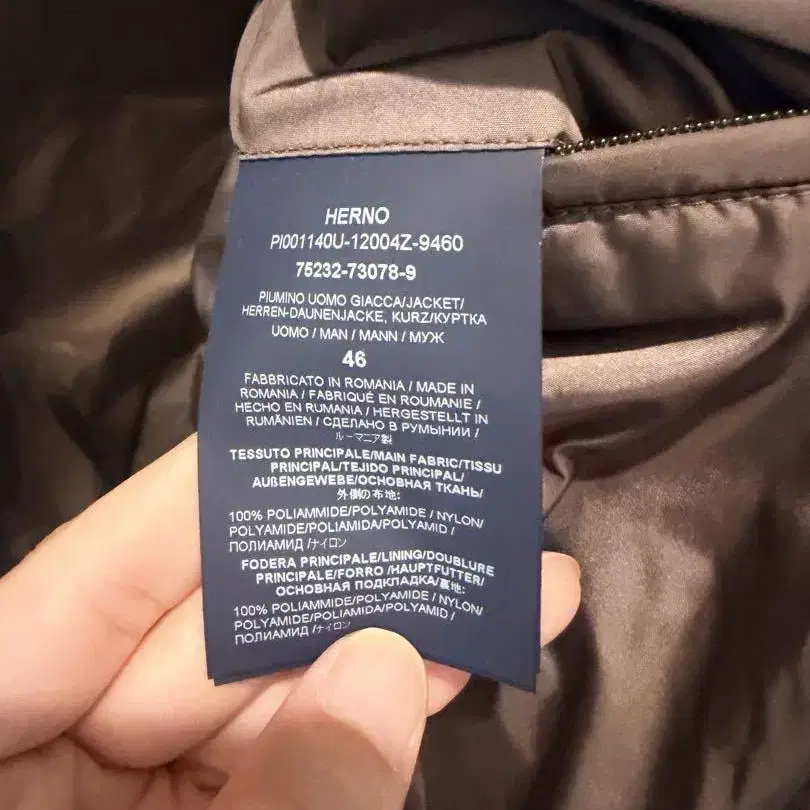 HERNO
PI001140U-12004Z-9460
75232-73078-9
PIUMINO UOMO GIACCA/JACKET/
HERREN-DAUNENJACKE, KURZ/КУРТКА
UOMO / MAN / MANN / МУЖ
46
FABBRICATO IN ROMANIA / MADE IN
ROMANIA / FABRIQUÉ EN ROUMANIE /
HECHO EN RUMANIA / HERGESTELLT IN
RUMÄNIEN / СДЕЛАНО В РУМЫНИИ /
ルーマニア製
TESSUTO PRINCIPALE/MAIN FABRIC/TISSU
PRINCIPAL/TEJIDO PRINCIPAL/
AUßENGEWEBE/ОСНОВНАЯ ТКАНЬ/
外側の布地:
100% POLIAMMIDE/POLYAMIDE / NYLON/
POLYAMIDE/POLIAMIDA/POLYAMID /
ПОЛИАМИД /ナイロン
FODERA PRINCIPALE/LINING/DOUBLURE
PRINCIPALE/FORRO /HAUPTFUTTER/
ОСНОВНАЯ ПОДКЛАДКА/裏地:
100% POLIAMMIDE/POLYAMIDE / NYLON/
POLYAMIDE/POLIAMIDA/POLYAMID /
ПОЛИАМИД /ナイロン